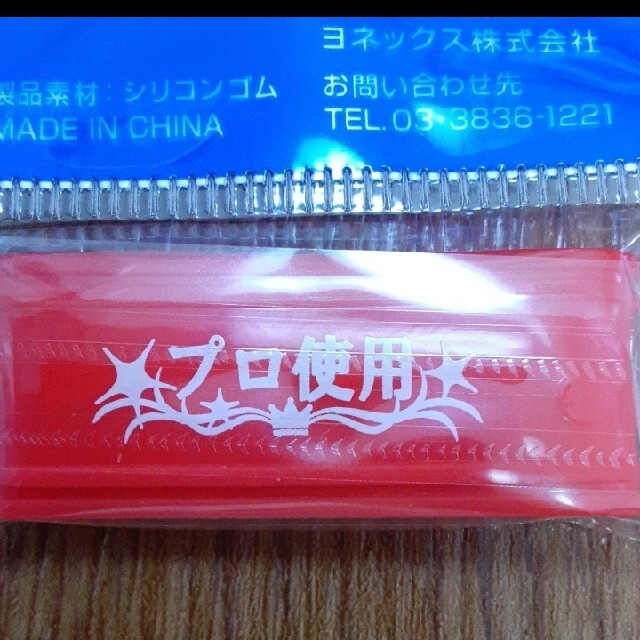 ヨネックス株式会社
製品素材：シリコンゴム
お問い合わせ先
MADE IN CHINA
TEL. 03-3836-1221
プロ使用